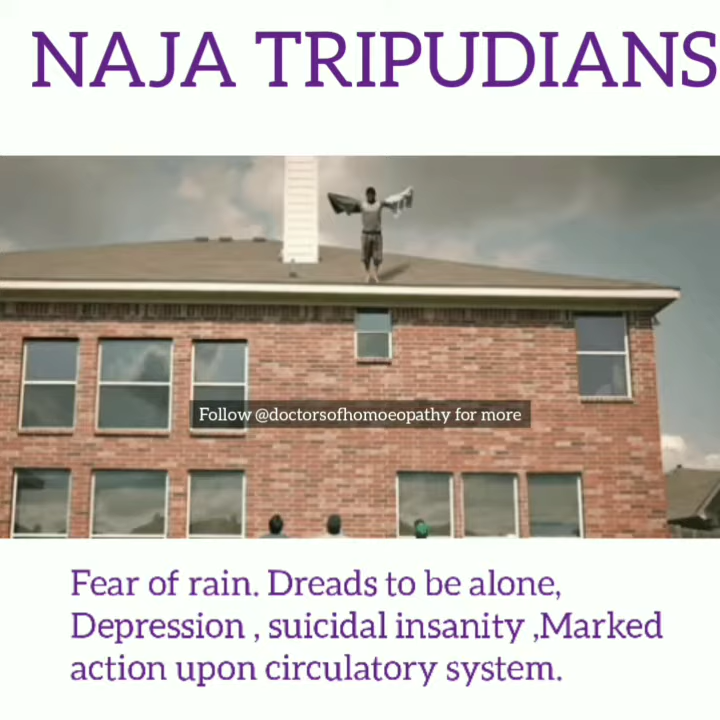 NAJA TRIPUDIANS
Follow @doctorsofhomoeopathy for more
Fear of rain. Dreads to be alone,
Depression , suicidal insanity ,Marked
action upon circulatory system.